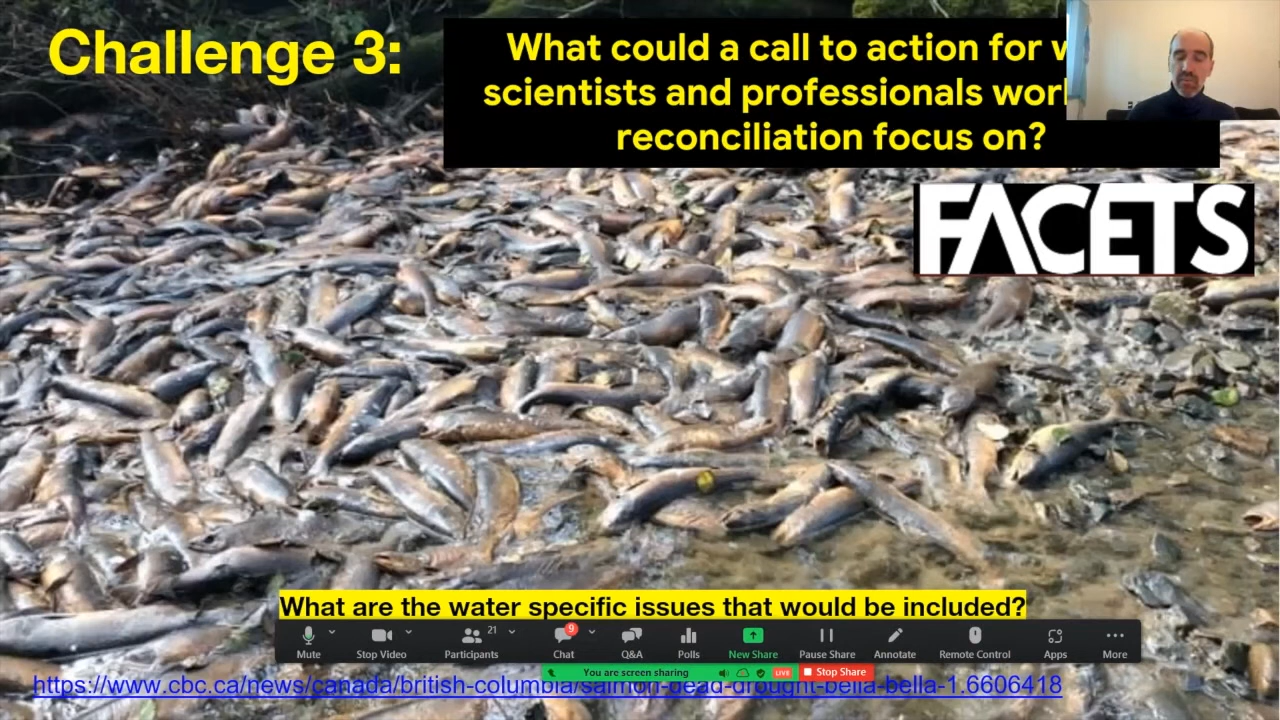 Challenge 3:
What could a call to action for
scientists and professionals
reconciliation focus on?
FACETS
What are the water specific issues that would be included?
21
9
Mute
Stop Video
Participants
Chat
Q&A
Polls
New Share
Pause Share
Annotate
Remote Control
Apps
More
You are screen sharing
LIVE
Stop Share
https://www.cbc.ca/news/canada/british-columbia/salmon-dead-drought-bella-bella-1.6606418